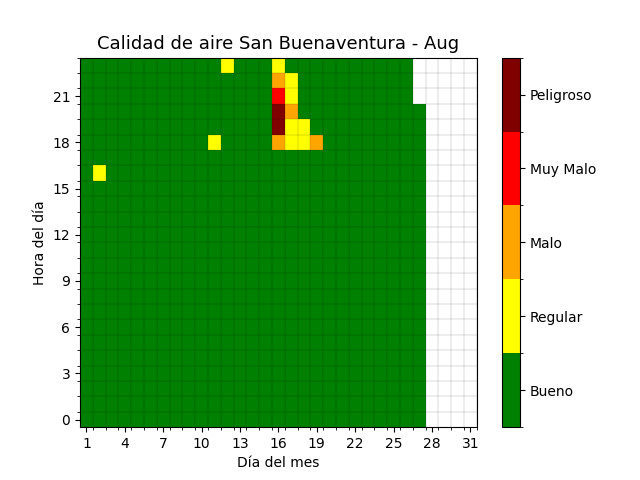 Calidad de aire San Buenaventura - Aug
Hora del día
21
18
15
12
9
6
3
0
1 4 7 10 13 16 19 22 25 28 31
Día del mes
Peligroso
Muy Malo
Malo
Regular
Bueno